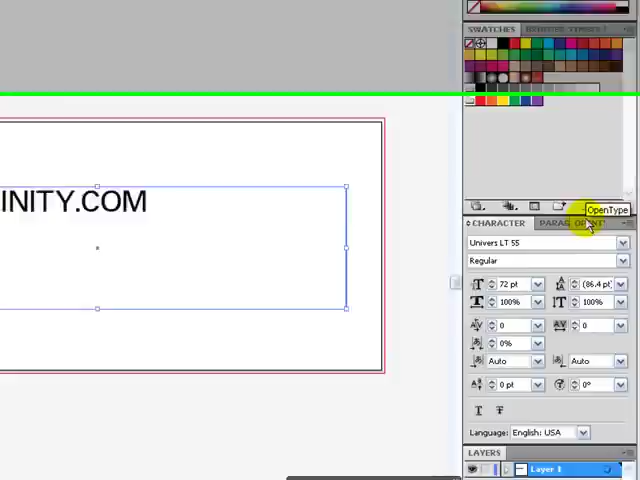 SWATCHES
INITY.COM
OpenType
CHARACTER
Univers LT 55
Regular
72 pt
(86.4 pt)
100%
100%
0
0
0%
Auto
Auto
0 pt
0°
Language: English: USA
LAYERS
Layer 1